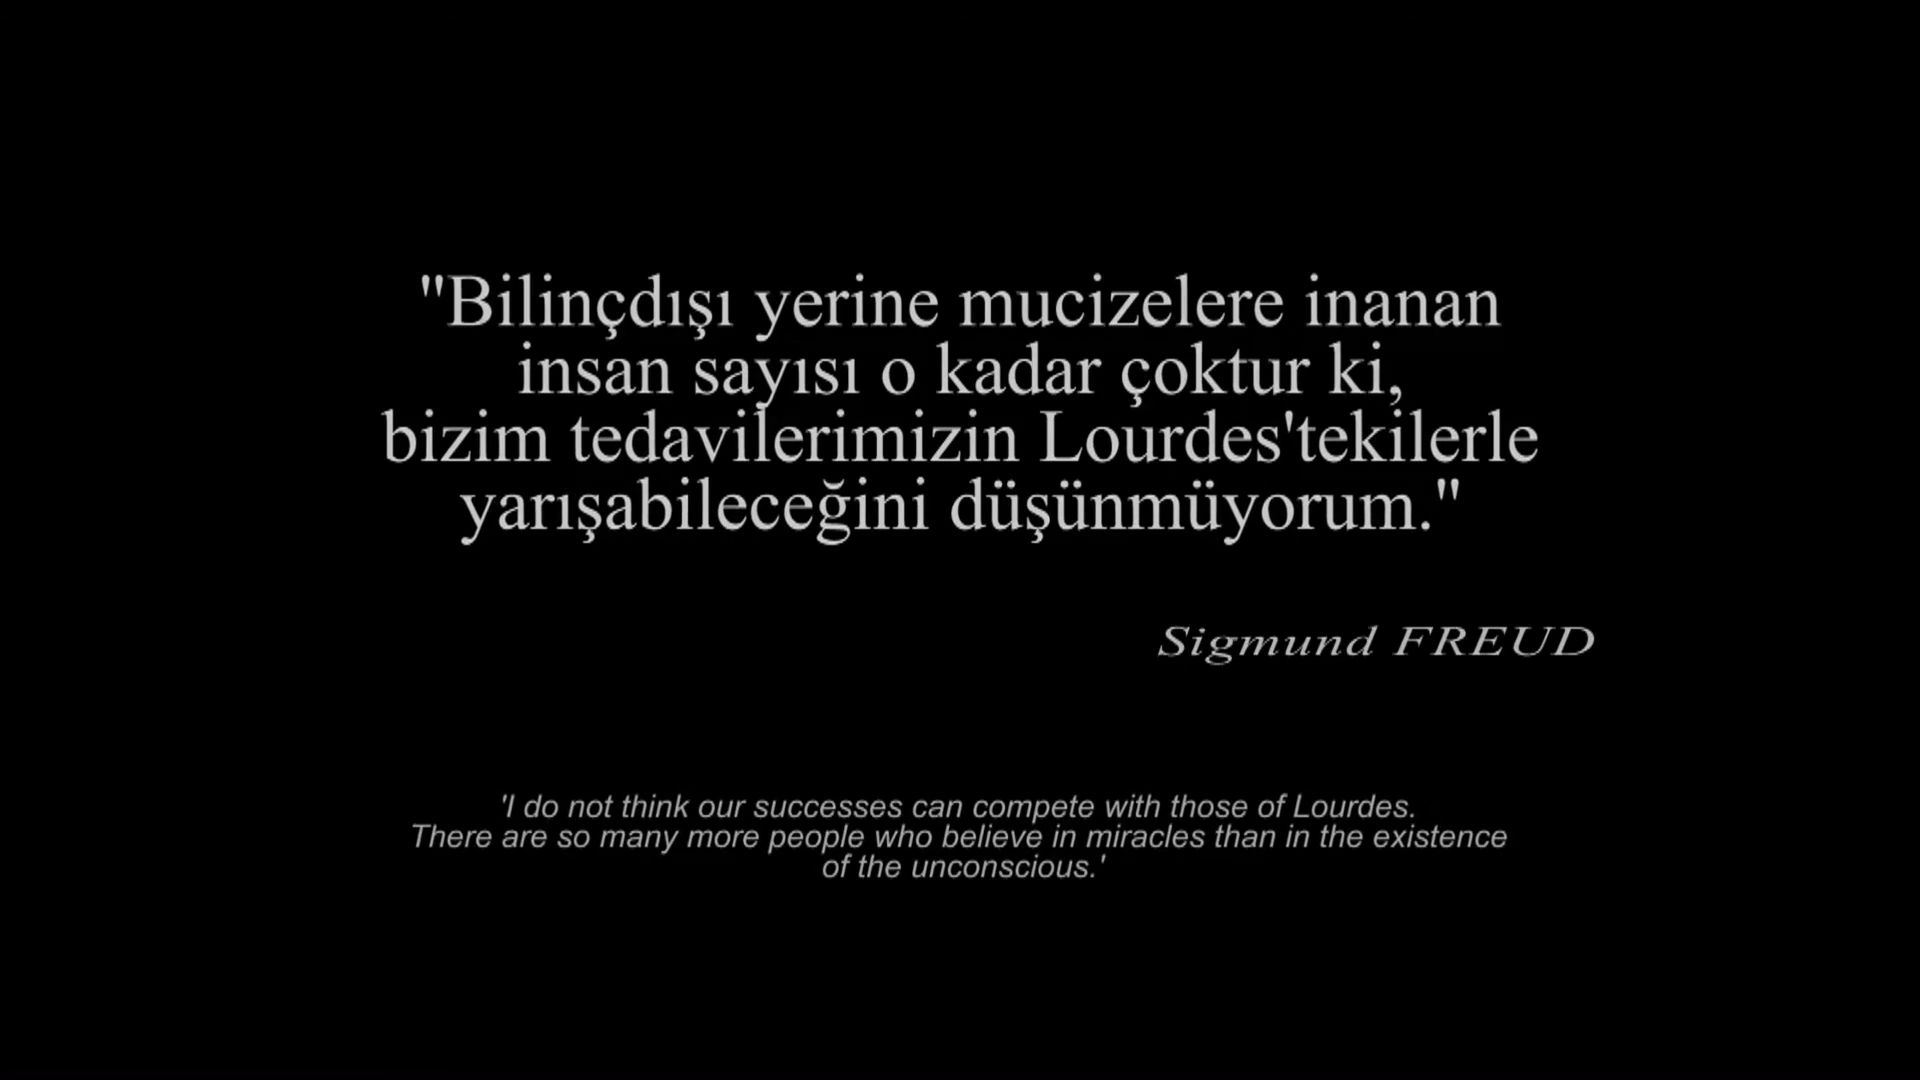 "Bilinçdışı yerine mucizelere inanan
insan sayısı o kadar çoktur ki,
bizim tedavilerimizin Lourdes'tekilerle
yarışabileceğini düşünmüyorum."
Sigmund FREUD
'I do not think our successes can compete with those of Lourdes.
There are so many more people who believe in miracles than in the existence
of the unconscious.'